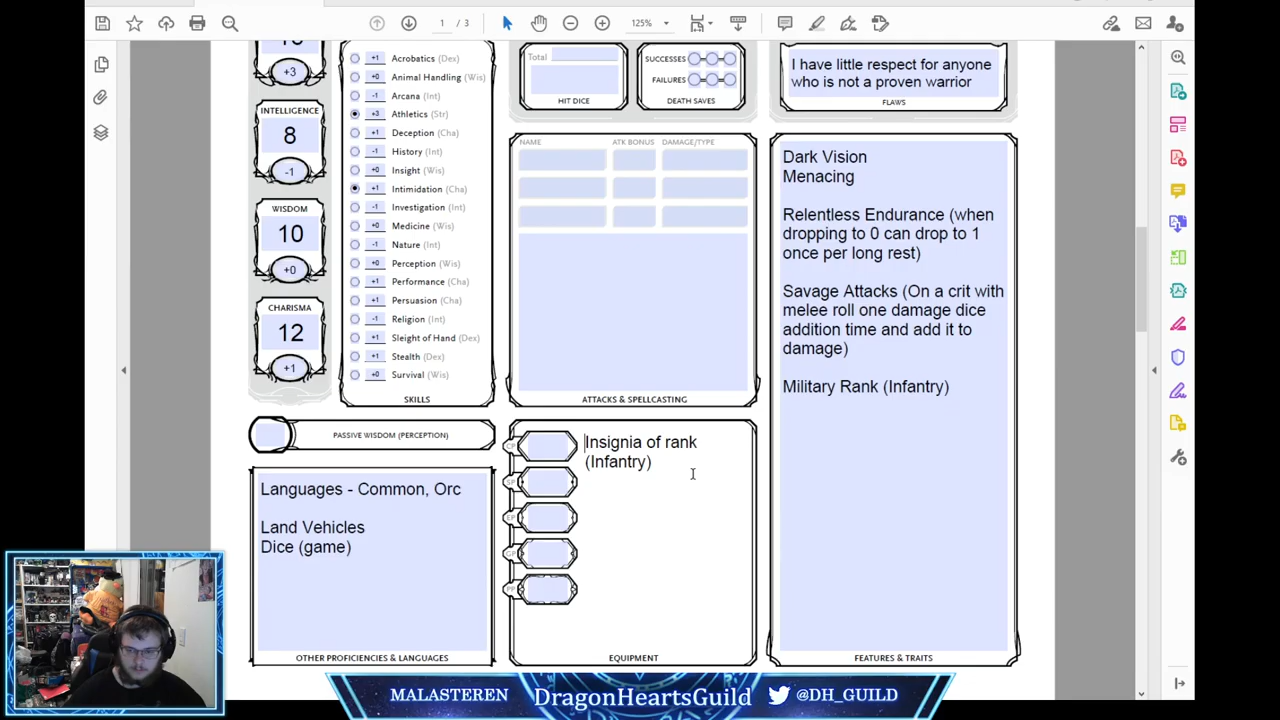 1 / 3
125%
+3
INTELLIGENCE
8
-1
WISDOM
10
+0
CHARISMA
12
+1
+1 Acrobatics (Dex)
+0 Animal Handling (Wis)
-1 Arcana (Int)
+3 Athletics (Str)
+1 Deception (Cha)
-1 History (Int)
+0 Insight (Wis)
+1 Intimidation (Cha)
-1 Investigation (Int)
+0 Medicine (Wis)
-1 Nature (Int)
+0 Perception (Wis)
+1 Performance (Cha)
+1 Persuasion (Cha)
-1 Religion (Int)
+1 Sleight of Hand (Dex)
+1 Stealth (Dex)
+0 Survival (Wis)
SKILLS
PASSIVE WISDOM (PERCEPTION)
Languages - Common, Orc
Land Vehicles
Dice (game)
OTHER PROFICIENCIES & LANGUAGES
Total
HIT DICE
SUCCESSES
FAILURES
DEATH SAVES
NAME ATK BONUS DAMAGE/TYPE
ATTACKS & SPELLCASTING
CP
SP
EP
GP
PP
Insignia of rank
(Infantry)
EQUIPMENT
I have little respect for anyone
who is not a proven warrior
FLAWS
Dark Vision
Menacing
Relentless Endurance (when
dropping to 0 can drop to 1
once per long rest)
Savage Attacks (On a crit with
melee roll one damage dice
addition time and add it to
damage)
Military Rank (Infantry)
FEATURES & TRAITS
MALASTEREN DragonHeartsGuild @DH_GUILD